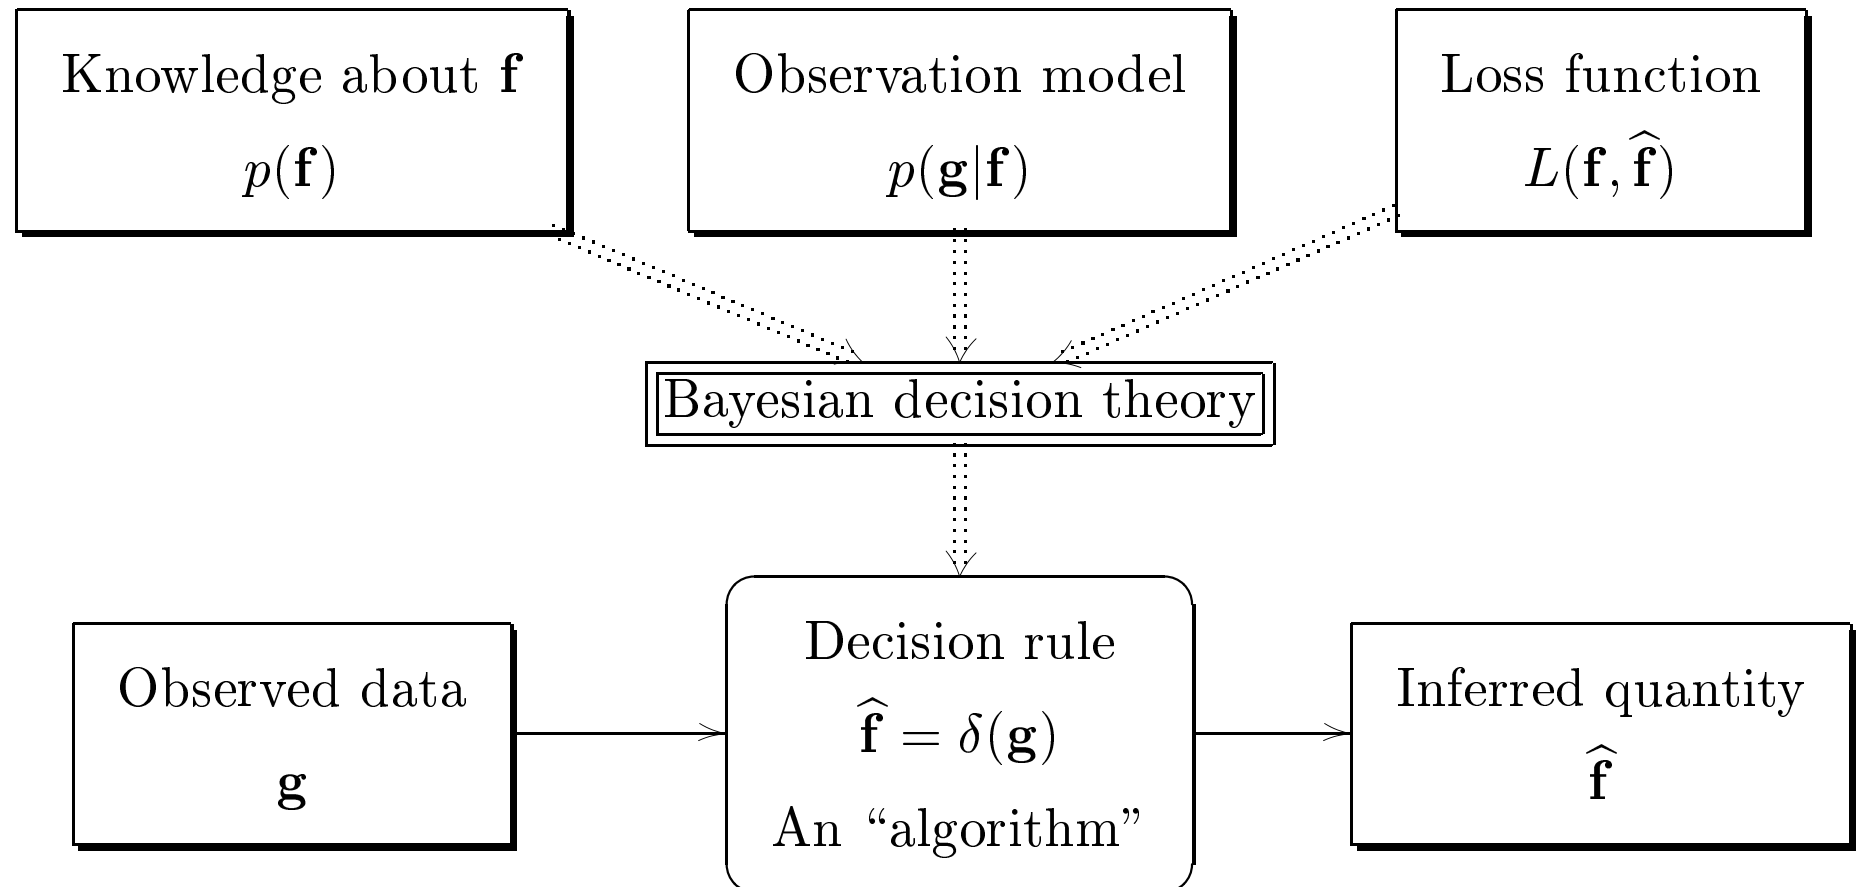 Knowledge about f
p(f)
Observation model
p(g|f)
Loss function
L(f, f̂)
Bayesian decision theory
Observed data
g
Decision rule
f̂ = δ(g)
An “algorithm”
Inferred quantity
f̂